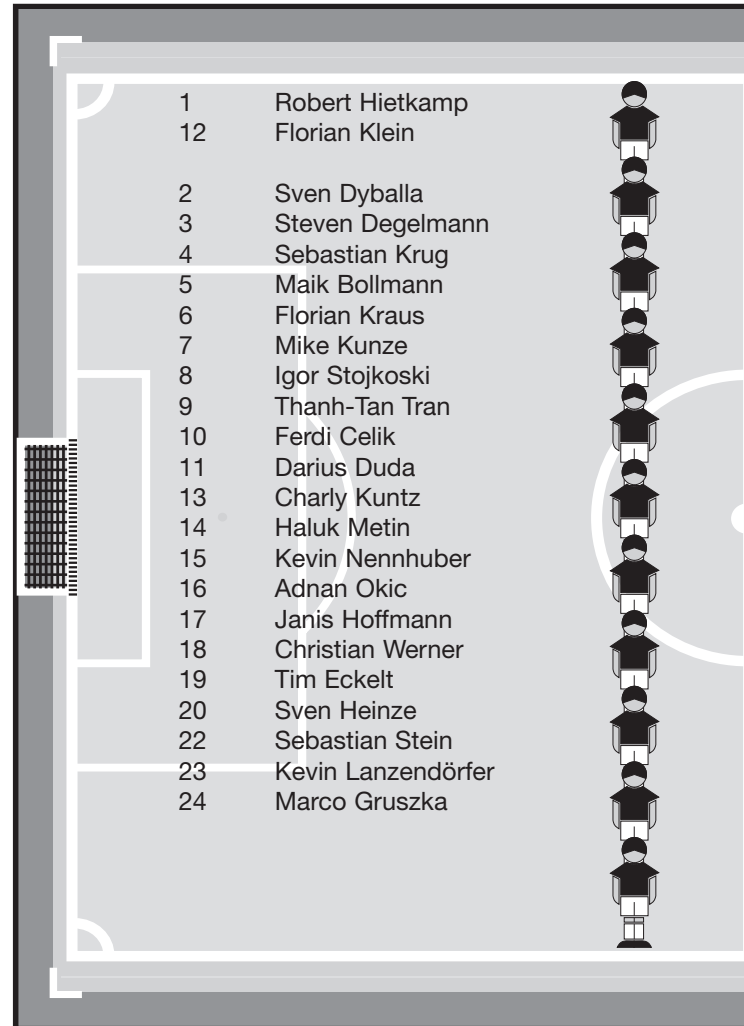 1 Robert Hietkamp
12 Florian Klein
2 Sven Dyballa
3 Steven Degelmann
4 Sebastian Krug
5 Maik Bollmann
6 Florian Kraus
7 Mike Kunze
8 Igor Stojkoski
9 Thanh-Tan Tran
10 Ferdi Celik
11 Darius Duda
13 Charly Kuntz
14 Haluk Metin
15 Kevin Nennhuber
16 Adnan Okic
17 Janis Hoffmann
18 Christian Werner
19 Tim Eckelt
20 Sven Heinze
22 Sebastian Stein
23 Kevin Lanzendörfer
24 Marco Gruszka